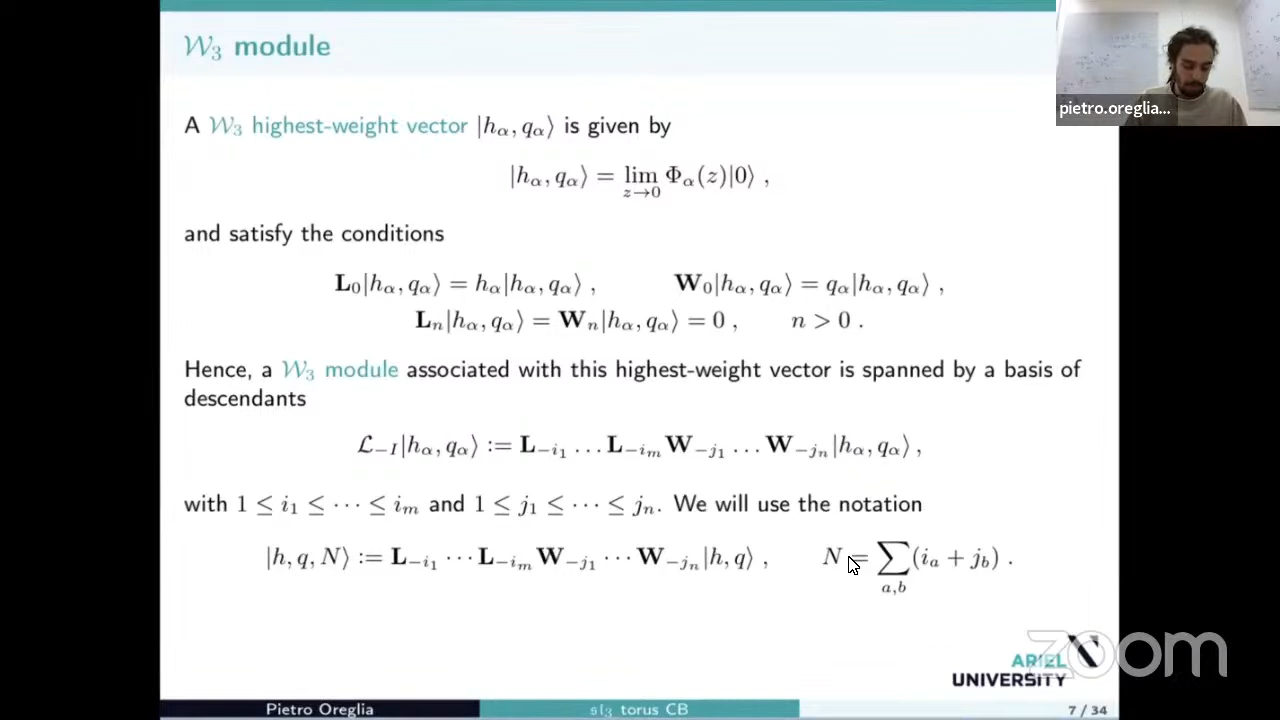 𝒲₃ module
pietro.oreglia...
A 𝒲₃ highest-weight vector |hα, qα⟩ is given by
|hα, qα⟩ = lim_{z→0} Φα(z)|0⟩ ,
and satisfy the conditions
L₀|hα, qα⟩ = hα|hα, qα⟩ , W₀|hα, qα⟩ = qα|hα, qα⟩ ,
Lₙ|hα, qα⟩ = Wₙ|hα, qα⟩ = 0 , n > 0 .
Hence, a 𝒲₃ module associated with this highest-weight vector is spanned by a basis of
descendants
ℒ_{-I}|hα, qα⟩ := L_{-i₁} ... L_{-iₘ} W_{-j₁} ... W_{-jₙ}|hα, qα⟩ ,
with 1 ≤ i₁ ≤ ··· ≤ iₘ and 1 ≤ j₁ ≤ ··· ≤ jₙ. We will use the notation
|h, q, N⟩ := L_{-i₁} ··· L_{-iₘ} W_{-j₁} ··· W_{-jₙ}|h, q⟩ , N = ∑_{a,b} (iₐ + j_b) .
zoom
ARIEL
UNIVERSITY
Pietro Oreglia
𝔰𝔩₃ torus CB
7 / 34